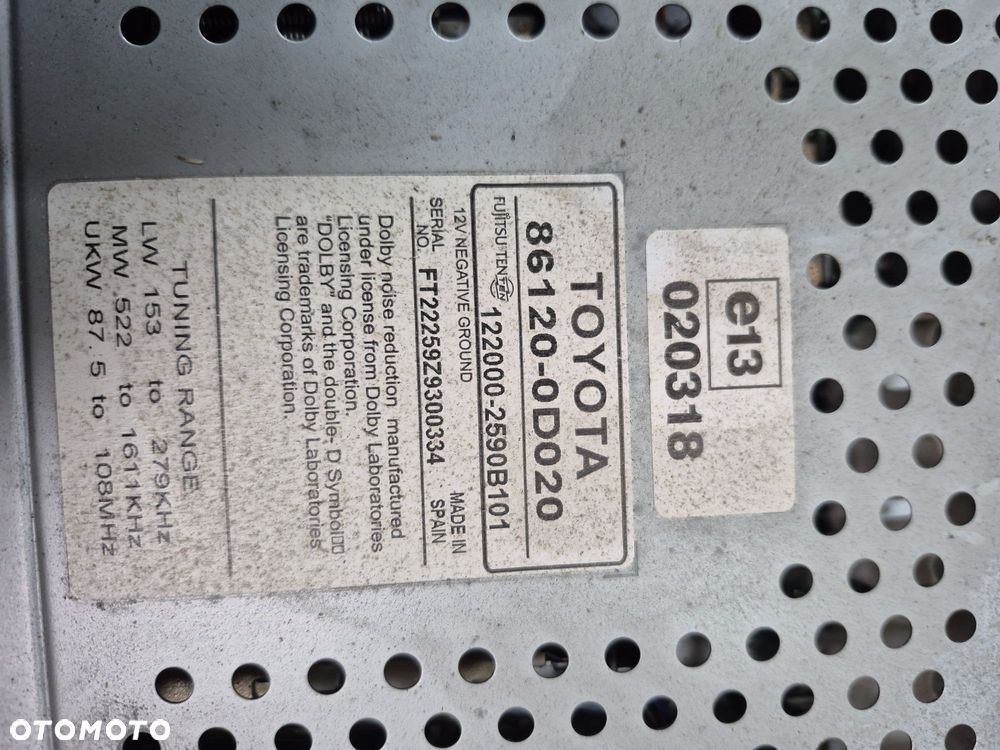 e13
020318
TOYOTA
86120-0D020
FUJITSU TEN TEN 122000-2590B101
12V NEGATIVE GROUND
SERIAL NO. FT22259Z9300334 MADE IN SPAIN
Dolby noise reduction manufactured
under license from Dolby Laboratories
Licensing Corporation.
"DOLBY" and the double- D Symbol
are trademarks of Dolby Laboratories
Licensing Corporation.
TUNING RANGE
LW 153 to 279KHz
MW 522 to 1611KHz
UKW 87.5 to 108MHz
OTOMOTO